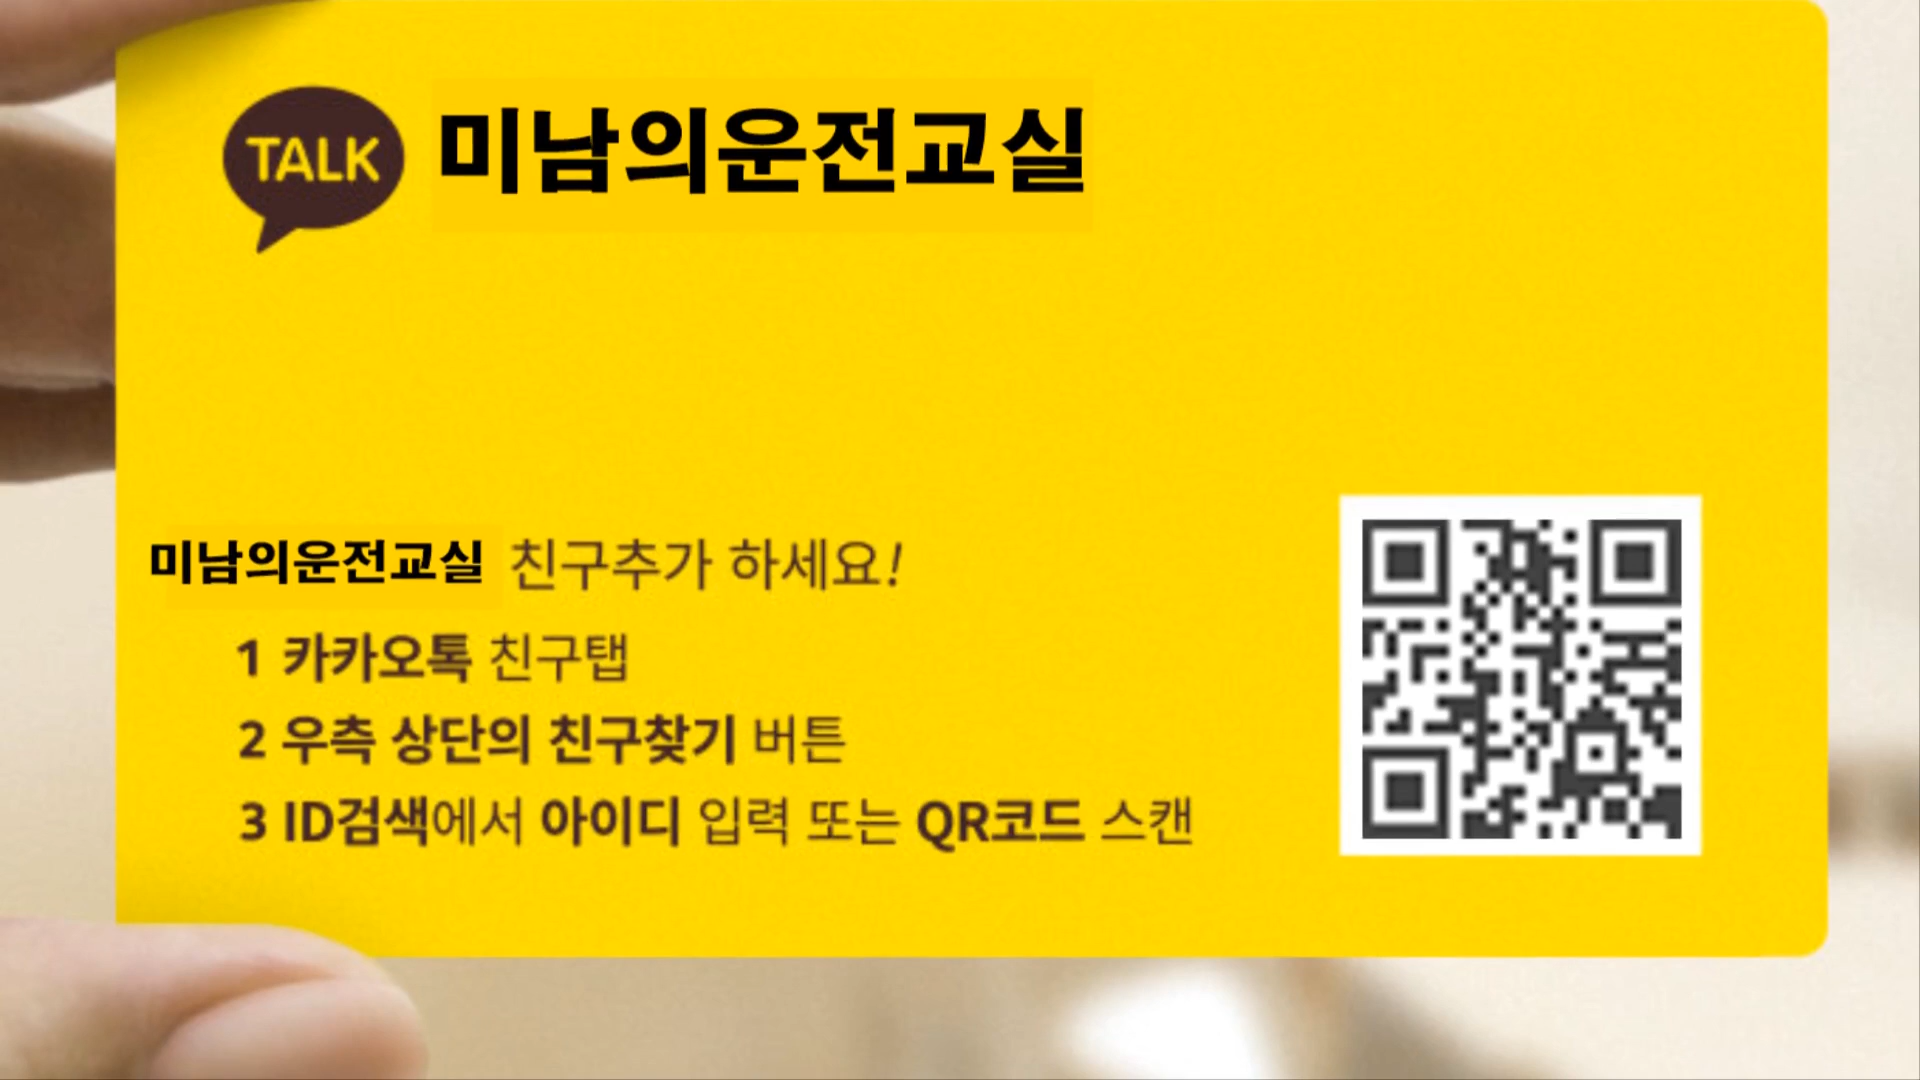 TALK 미남의운전교실
미남의운전교실 친구추가 하세요!
1 카카오톡 친구탭
2 우측 상단의 친구찾기 버튼
3 ID검색에서 아이디 입력 또는 QR코드 스캔